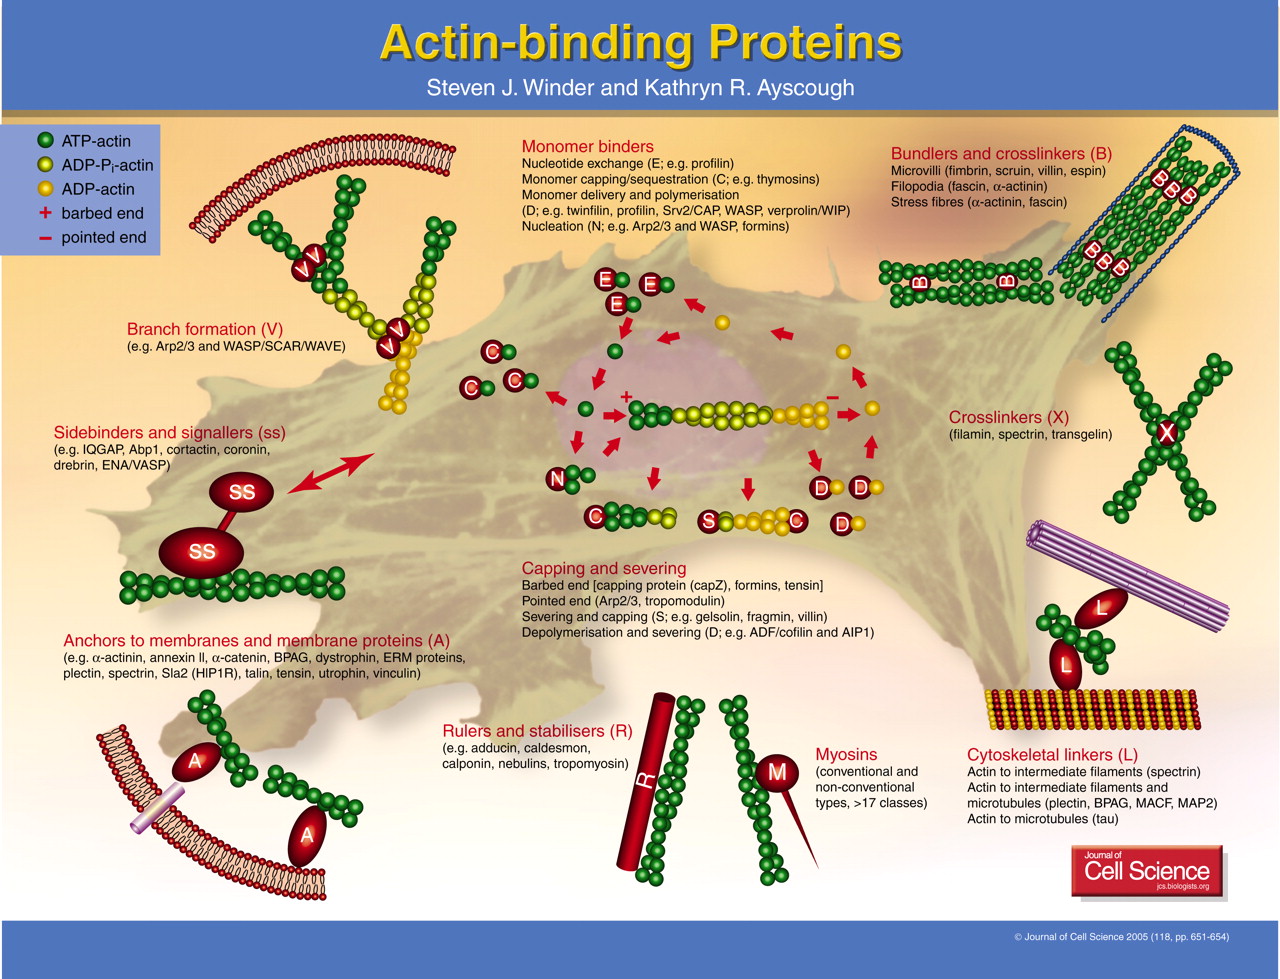 Actin-binding Proteins
Steven J. Winder and Kathryn R. Ayscough
ATP-actin
ADP-Pi-actin
ADP-actin
+ barbed end
– pointed end
Monomer binders
Nucleotide exchange (E; e.g. profilin)
Monomer capping/sequestration (C; e.g. thymosins)
Monomer delivery and polymerisation
(D; e.g. twinfilin, profilin, Srv2/CAP, WASP, verprolin/WIP)
Nucleation (N; e.g. Arp2/3 and WASP, formins)
Bundlers and crosslinkers (B)
Microvilli (fimbrin, scruin, villin, espin)
Filopodia (fascin, α-actinin)
Stress fibres (α-actinin, fascin)
B B B
B B B
B B
V V
V V
Branch formation (V)
(e.g. Arp2/3 and WASP/SCAR/WAVE)
E E
E
C
C C
+ –
N
C
S C
D D
D
Crosslinkers (X)
(filamin, spectrin, transgelin)
X
Sidebinders and signallers (ss)
(e.g. IQGAP, Abp1, cortactin, coronin,
drebrin, ENA/VASP)
SS
SS
Capping and severing
Barbed end [capping protein (capZ), formins, tensin]
Pointed end (Arp2/3, tropomodulin)
Severing and capping (S; e.g. gelsolin, fragmin, villin)
Depolymerisation and severing (D; e.g. ADF/cofilin and AIP1)
L
L
Anchors to membranes and membrane proteins (A)
(e.g. α-actinin, annexin II, α-catenin, BPAG, dystrophin, ERM proteins,
plectin, spectrin, Sla2 (HIP1R), talin, tensin, utrophin, vinculin)
A
A
Rulers and stabilisers (R)
(e.g. adducin, caldesmon,
calponin, nebulins, tropomyosin)
R
M
Myosins
(conventional and
non-conventional
types, >17 classes)
Cytoskeletal linkers (L)
Actin to intermediate filaments (spectrin)
Actin to intermediate filaments and
microtubules (plectin, BPAG, MACF, MAP2)
Actin to microtubules (tau)
Journal of
Cell Science
jcs.biologists.org
© Journal of Cell Science 2005 (118, pp. 651-654)